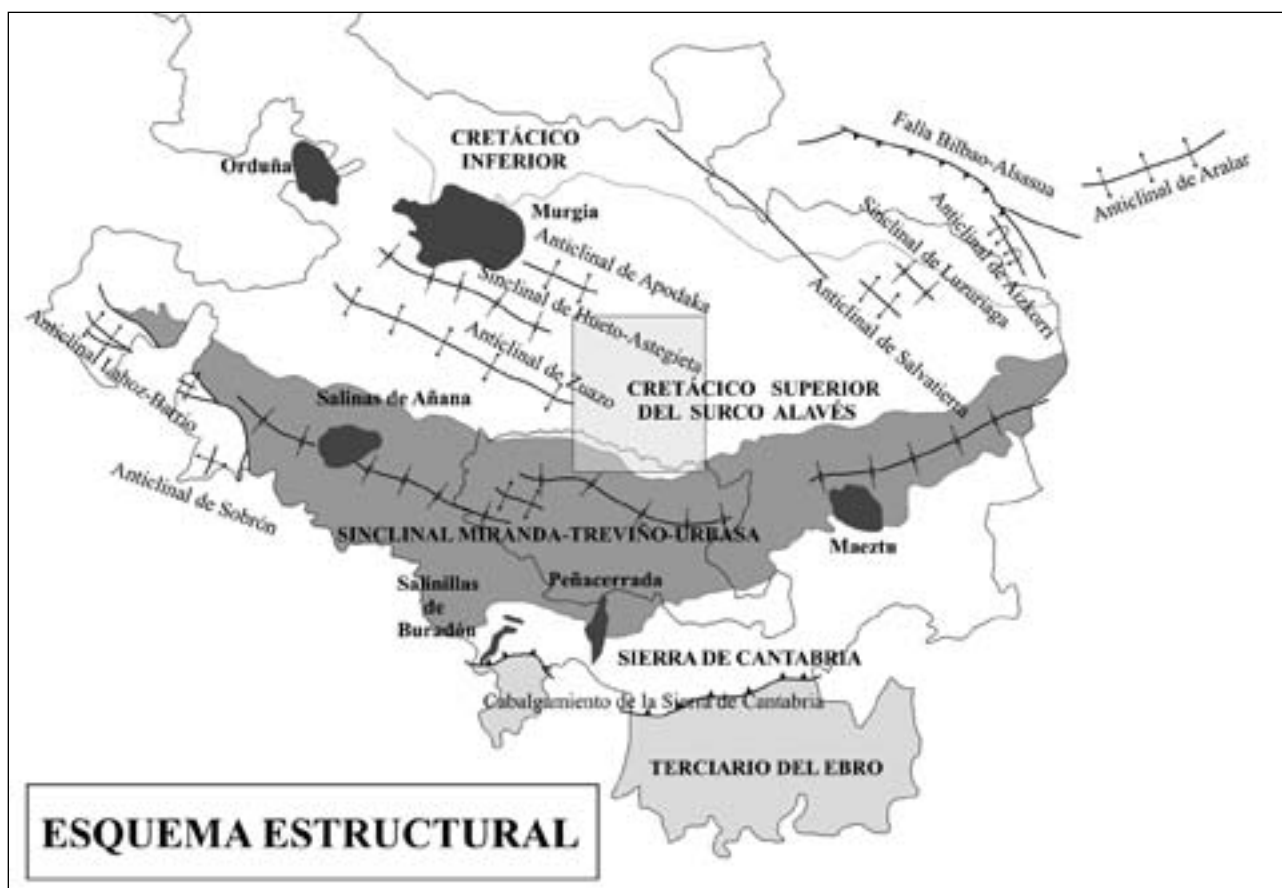 CRETÁCICO
INFERIOR
Falla Bilbao-Alsasua
Orduña
Anticlinal de Aralar
Murgia
Anticlinal de Apodaka
Sinclinal de Hueto-Astegieta
Anticlinal de Zuazo
Sinclinal de Luzuriaga
Anticlinal de Aizkorri
Anticlinal de Salvatierra
Anticlinal Lahoz-Barrio
Salinas de Añana
CRETÁCICO SUPERIOR
DEL SURCO ALAVÉS
Anticlinal de Sobrón
SINCLINAL MIRANDA-TREVIÑO-URBASA
Maeztu
Salinillas
de
Buradón
Peñacerrada
SIERRA DE CANTABRIA
Cabalgamiento de la Sierra de Cantabria
TERCIARIO DEL EBRO
ESQUEMA ESTRUCTURAL